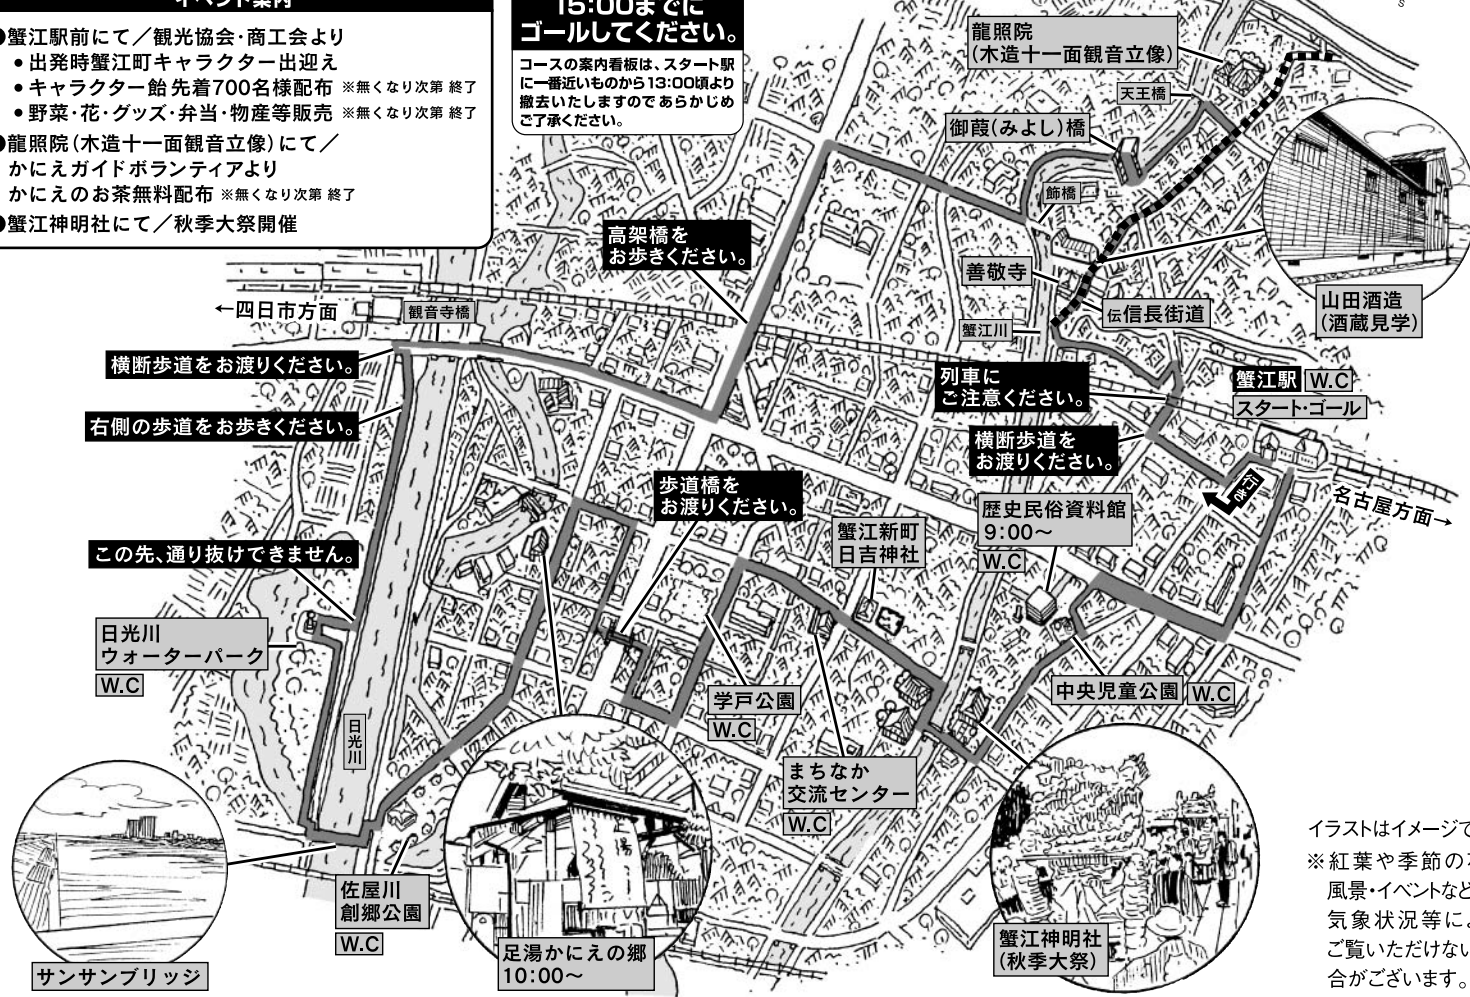 イベント案内
●蟹江駅前にて／観光協会・商工会より
•出発時蟹江町キャラクター出迎え
•キャラクター飴 先着700名様配布 ※無くなり次第 終了
•野菜・花・グッズ・弁当・物産等販売 ※無くなり次第 終了
●龍照院(木造十一面観音立像)にて／
かにえガイドボランティアより
かにえのお茶無料配布 ※無くなり次第 終了
●蟹江神明社にて／秋季大祭開催
15:00までに
ゴールしてください。
コースの案内看板は、スタート駅
に一番近いものから13:00頃より
撤去いたしますのであらかじめ
ご了承ください。
龍照院
(木造十一面観音立像)
天王橋
御葭(みよし)橋
飾橋
高架橋を
お歩きください。
善敬寺
伝信長街道
山田酒造
(酒蔵見学)
←四日市方面
観音寺橋
蟹江川
横断歩道をお渡りください。
列車に
ご注意ください。
蟹江駅 W.C
スタート・ゴール
右側の歩道をお歩きください。
横断歩道を
お渡りください。
行き
名古屋方面→
歩道橋を
お渡りください。
歴史民俗資料館
9:00～
W.C
蟹江新町
日吉神社
この先、通り抜けできません。
日光川
ウォーターパーク
W.C
学戸公園
W.C
中央児童公園 W.C
日光川
まちなか
交流センター
W.C
佐屋川
創郷公園
W.C
足湯かにえの郷
10:00～
蟹江神明社
(秋季大祭)
サンサンブリッジ
イラストはイメージで
※紅葉や季節の
風景・イベントなど
気象状況等によ
ご覧いただけない
合がございます。